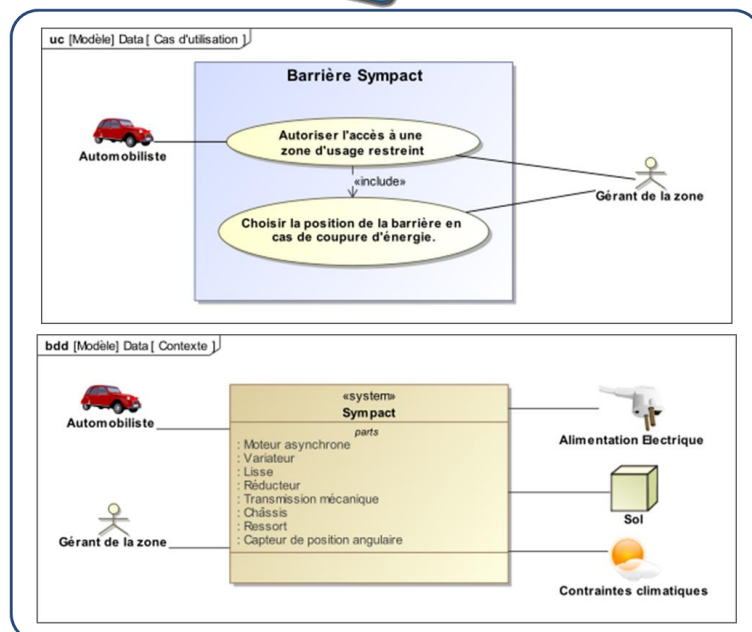 uc [Modèle] Data [ Cas d'utilisation ]
Barrière Sympact
Automobiliste
Autoriser l'accès à une
zone d'usage restreint
«include»
Gérant de la zone
Choisir la position de la barrière en
cas de coupure d'énergie.
bdd [Modèle] Data [ Contexte ]
Automobiliste
Gérant de la zone
«system»
Sympact
parts
: Moteur asynchrone
: Variateur
: Lisse
: Réducteur
: Transmission mécanique
: Châssis
: Ressort
: Capteur de position angulaire
Alimentation Electrique
Sol
Contraintes climatiques